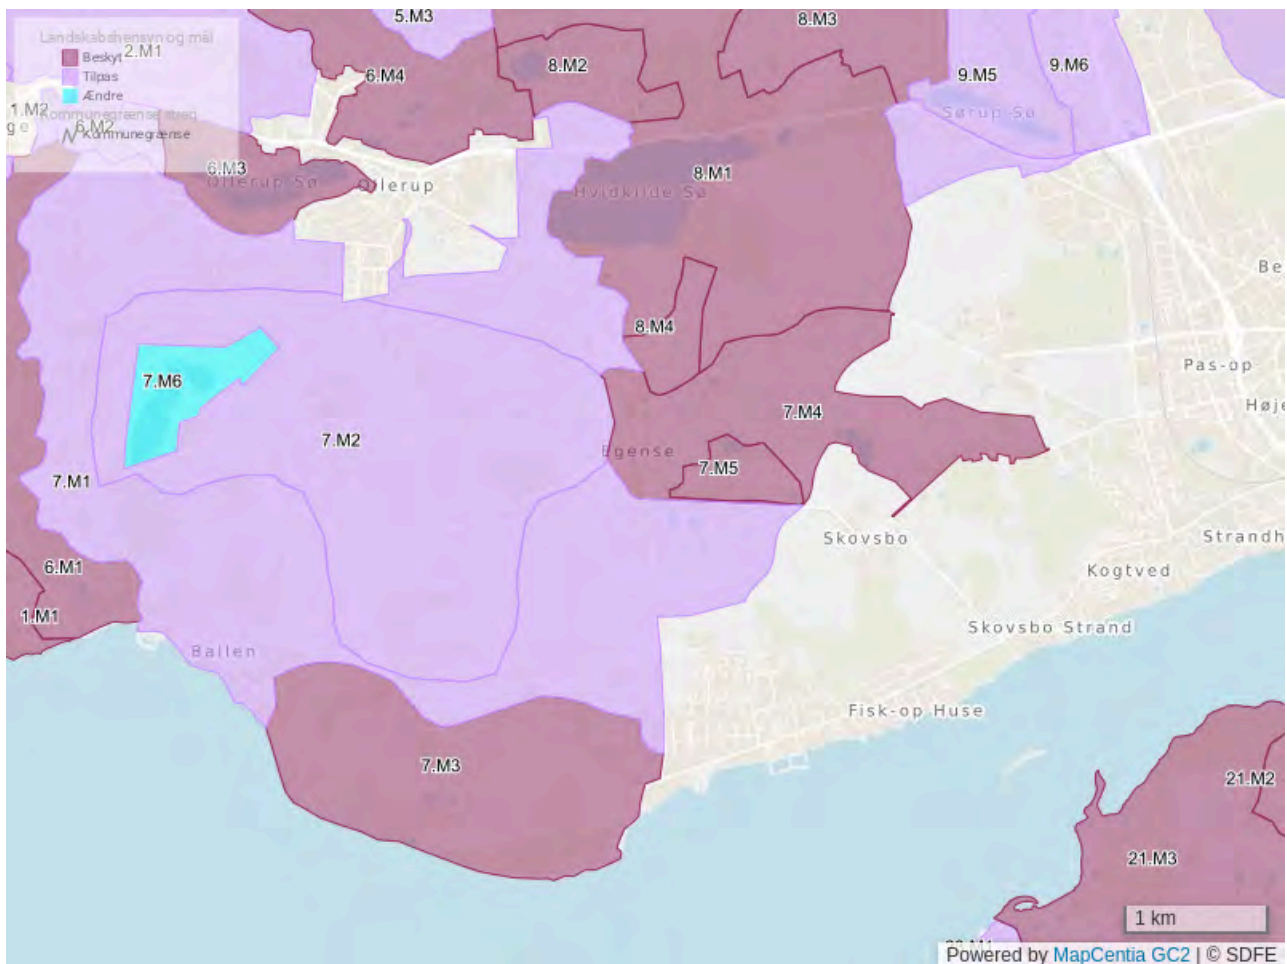 5.M3
8.M3
Landskabshensyn og mål
2.M1
Beskyt
8.M2
9.M5
9.M6
6.M4
Tilpas
Ændre
1.M2
Sørup Sø
Kommunegrænse streg
6.M2
Kommunegrænse
6.M3
8.M1
Ollerup Sø
Ollerup
Hvidkilde Sø
Be
8.M4
Pas-op
7.M6
Høje
7.M4
7.M2
Egense
7.M5
7.M1
Skovsbo
Strandh
6.M1
Kogtved
1.M1
Skovsbo Strand
Ballen
Fisk-op Huse
7.M3
21.M2
21.M3
1 km
Powered by MapCentia GC2 | © SDFE